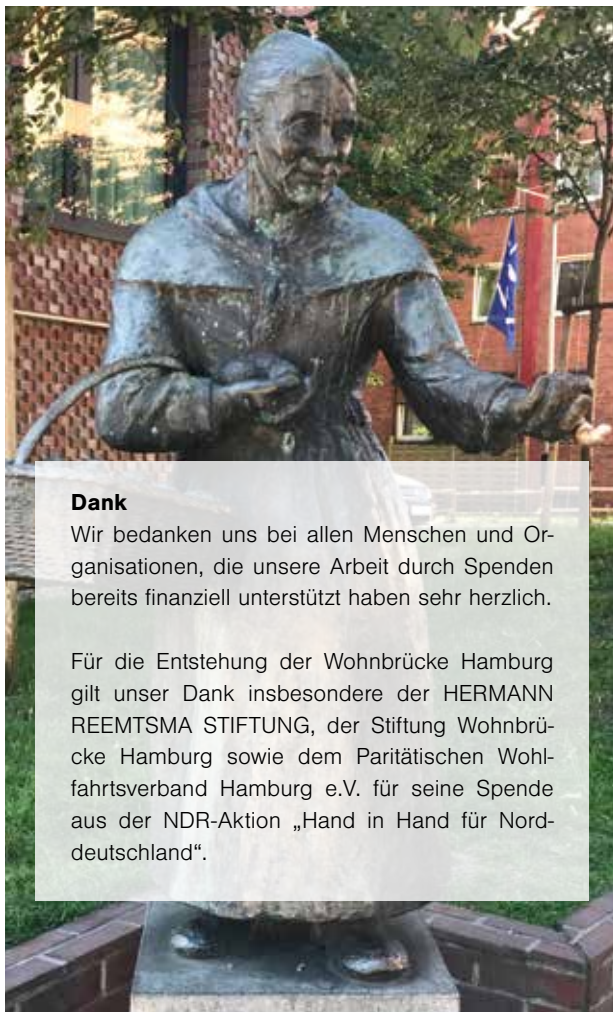 Dank
Wir bedanken uns bei allen Menschen und Or-
ganisationen, die unsere Arbeit durch Spenden
bereits finanziell unterstützt haben sehr herzlich.
Für die Entstehung der Wohnbrücke Hamburg
gilt unser Dank insbesondere der HERMANN
REEMTSMA STIFTUNG, der Stiftung Wohnbrü-
cke Hamburg sowie dem Paritätischen Wohl-
fahrtsverband Hamburg e.V. für seine Spende
aus der NDR-Aktion „Hand in Hand für Nord-
deutschland“.